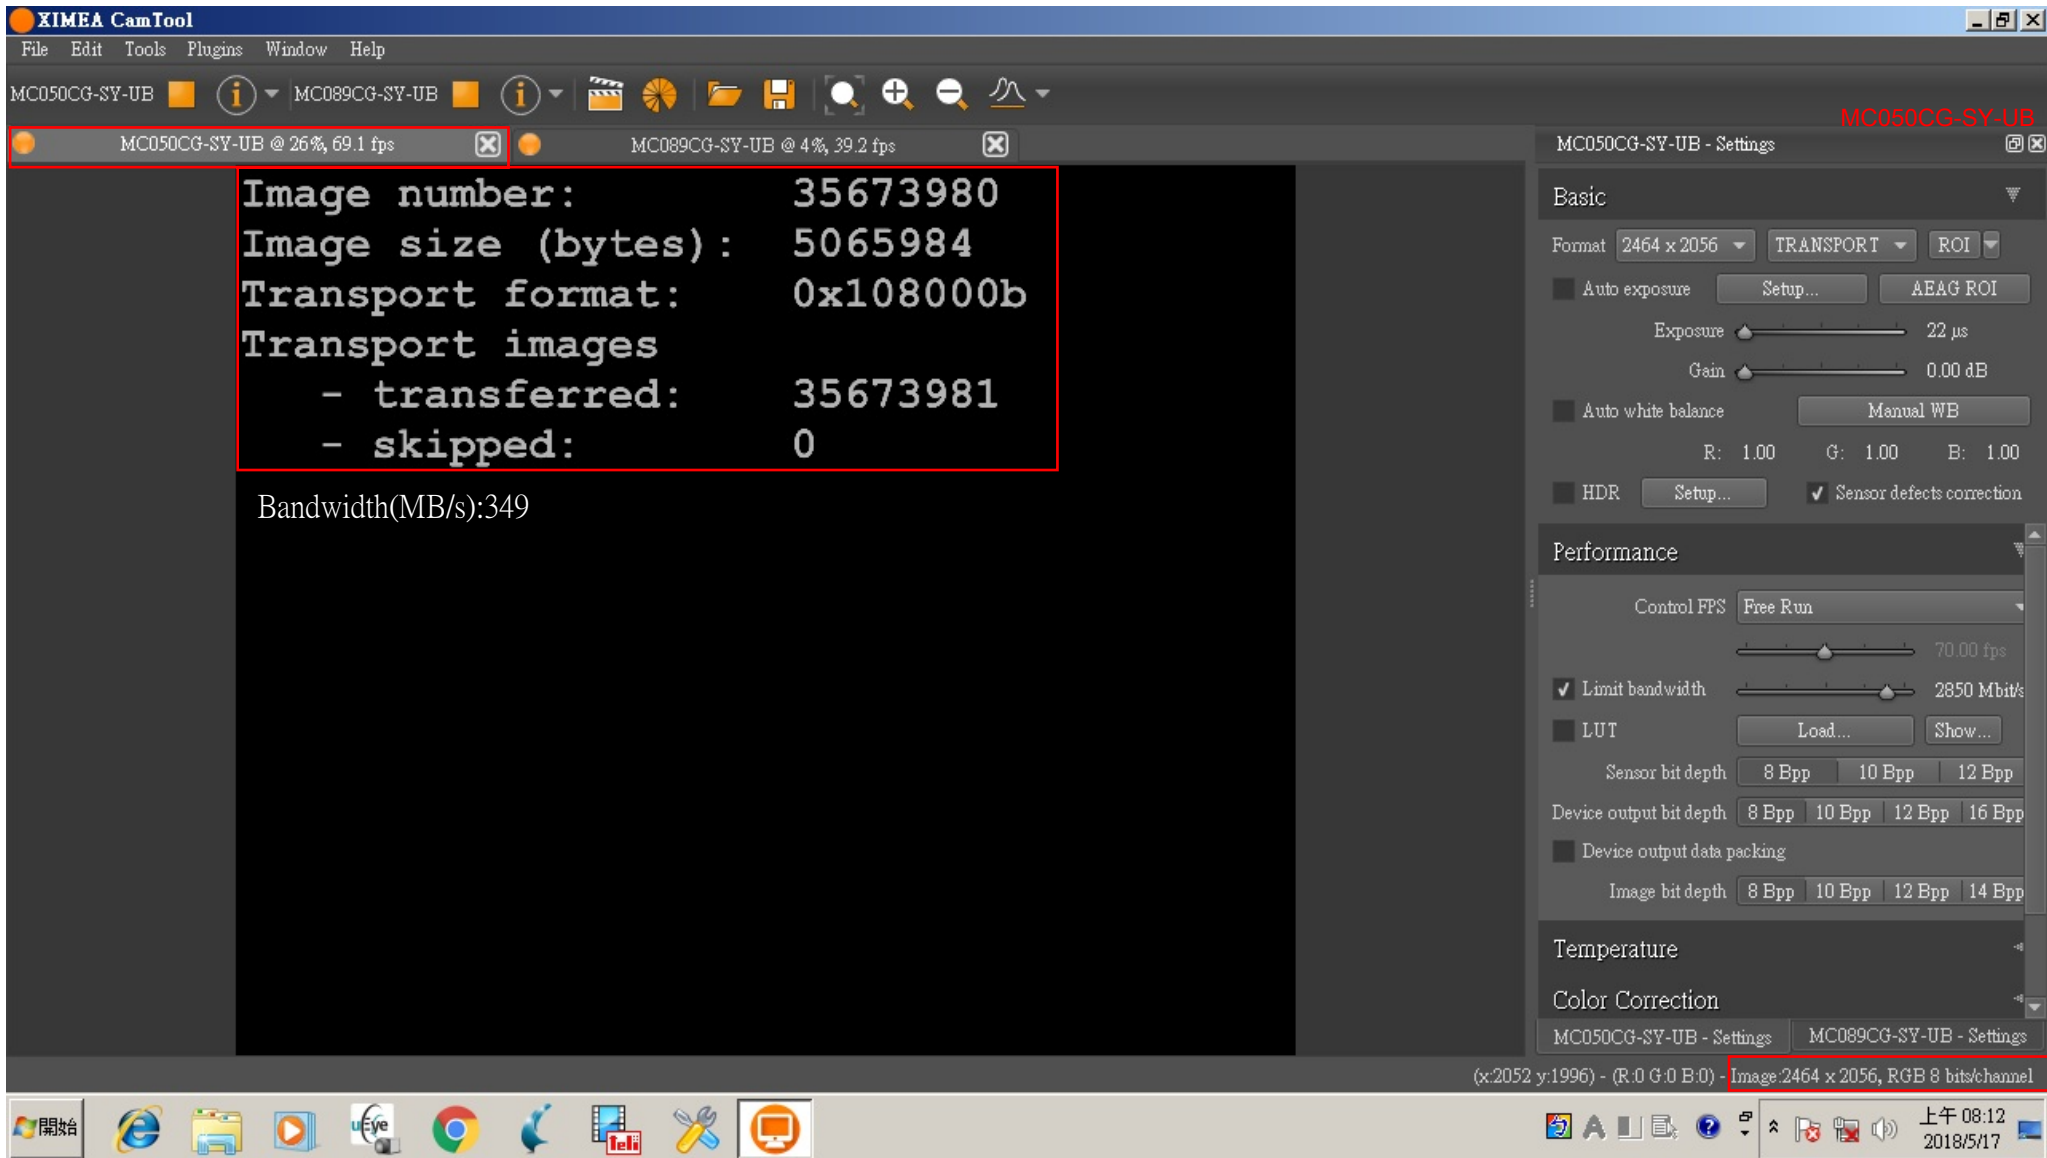 XIMEA CamTool
File Edit Tools Plugins Window Help
MC050CG-SY-UB MC089CG-SY-UB
MC050CG-SY-UB
MC050CG-SY-UB @ 26%, 69.1 fps MC089CG-SY-UB @ 4%, 39.2 fps
MC050CG-SY-UB - Settings
Image number: 35673980
Image size (bytes): 5065984
Transport format: 0x108000b
Transport images
- transferred: 35673981
- skipped: 0
Bandwidth(MB/s):349
Basic
Format 2464 x 2056 TRANSPORT ROI
Auto exposure Setup... AEAG ROI
Exposure 22 µs
Gain 0.00 dB
Auto white balance Manual WB
R: 1.00 G: 1.00 B: 1.00
HDR Setup... Sensor defects correction
Performance
Control FPS Free Run
70.00 fps
Limit bandwidth 2850 Mbit/s
LUT Load... Show...
Sensor bit depth 8 Bpp 10 Bpp 12 Bpp
Device output bit depth 8 Bpp 10 Bpp 12 Bpp 16 Bpp
Device output data packing
Image bit depth 8 Bpp 10 Bpp 12 Bpp 14 Bpp
Temperature
Color Correction
MC050CG-SY-UB - Settings MC089CG-SY-UB - Settings
(x:2052 y:1996) - (R:0 G:0 B:0) - Image:2464 x 2056, RGB 8 bits/channel
開始 uEye Teli A 上午 08:12
2018/5/17